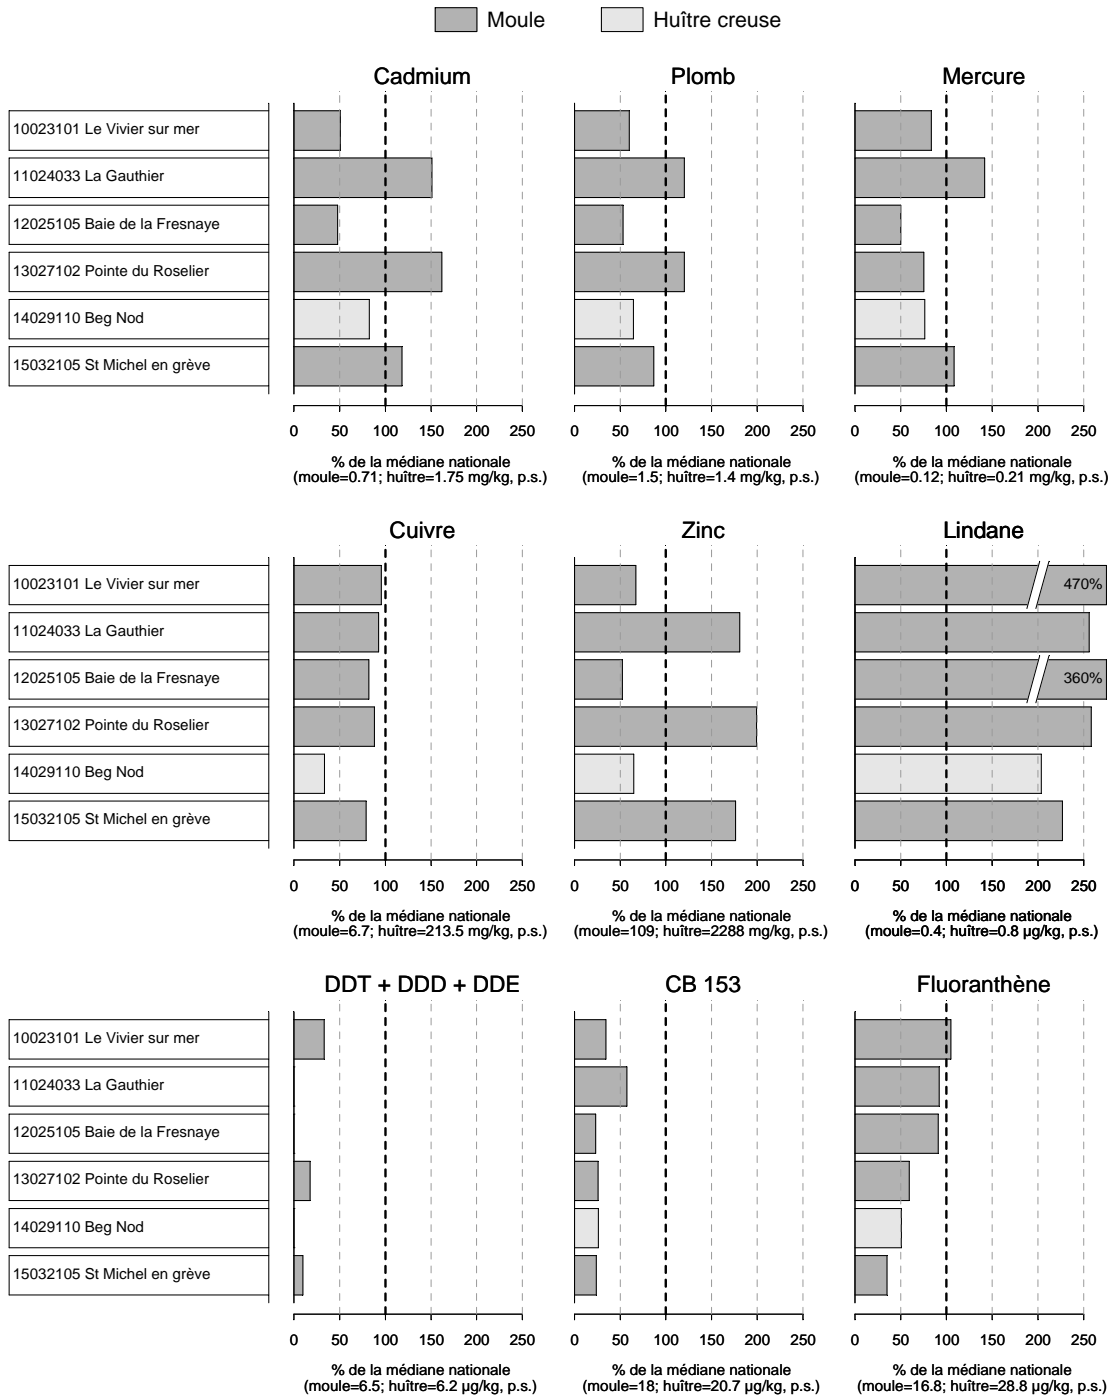 Moule Huître creuse
Cadmium Plomb Mercure
10023101 Le Vivier sur mer
11024033 La Gauthier
12025105 Baie de la Fresnaye
13027102 Pointe du Roselier
14029110 Beg Nod
15032105 St Michel en grève
0 50 100 150 200 250 0 50 100 150 200 250 0 50 100 150 200 250
% de la médiane nationale % de la médiane nationale % de la médiane nationale
(moule=0.71; huître=1.75 mg/kg, p.s.) (moule=1.5; huître=1.4 mg/kg, p.s.) (moule=0.12; huître=0.21 mg/kg, p.s.)
Cuivre Zinc Lindane
10023101 Le Vivier sur mer 470%
11024033 La Gauthier
12025105 Baie de la Fresnaye 360%
13027102 Pointe du Roselier
14029110 Beg Nod
15032105 St Michel en grève
0 50 100 150 200 250 0 50 100 150 200 250 0 50 100 150 200 250
% de la médiane nationale % de la médiane nationale % de la médiane nationale
(moule=6.7; huître=213.5 mg/kg, p.s.) (moule=109; huître=2288 mg/kg, p.s.) (moule=0.4; huître=0.8 µg/kg, p.s.)
DDT + DDD + DDE CB 153 Fluoranthène
10023101 Le Vivier sur mer
11024033 La Gauthier
12025105 Baie de la Fresnaye
13027102 Pointe du Roselier
14029110 Beg Nod
15032105 St Michel en grève
0 50 100 150 200 250 0 50 100 150 200 250 0 50 100 150 200 250
% de la médiane nationale % de la médiane nationale % de la médiane nationale
(moule=6.5; huître=6.2 µg/kg, p.s.) (moule=18; huître=20.7 µg/kg, p.s.) (moule=16.8; huître=28.8 µg/kg, p.s.)